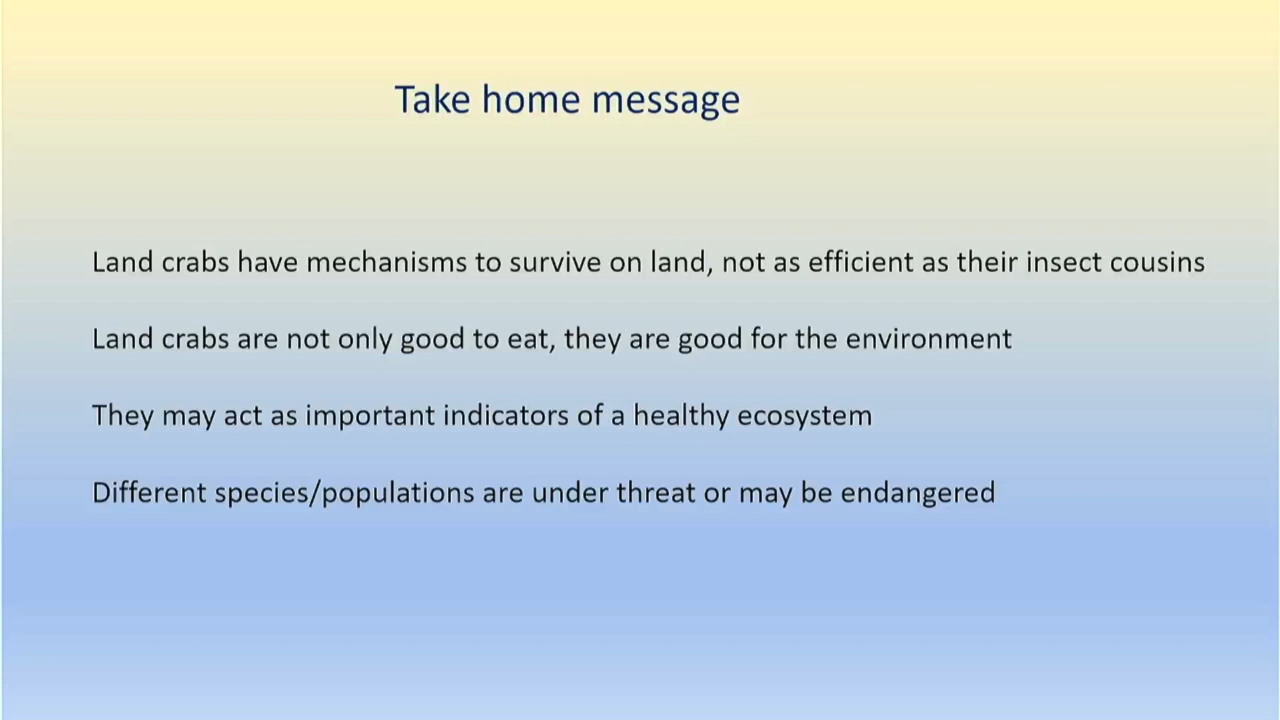 Take home message
Land crabs have mechanisms to survive on land, not as efficient as their insect cousins
Land crabs are not only good to eat, they are good for the environment
They may act as important indicators of a healthy ecosystem
Different species/populations are under threat or may be endangered